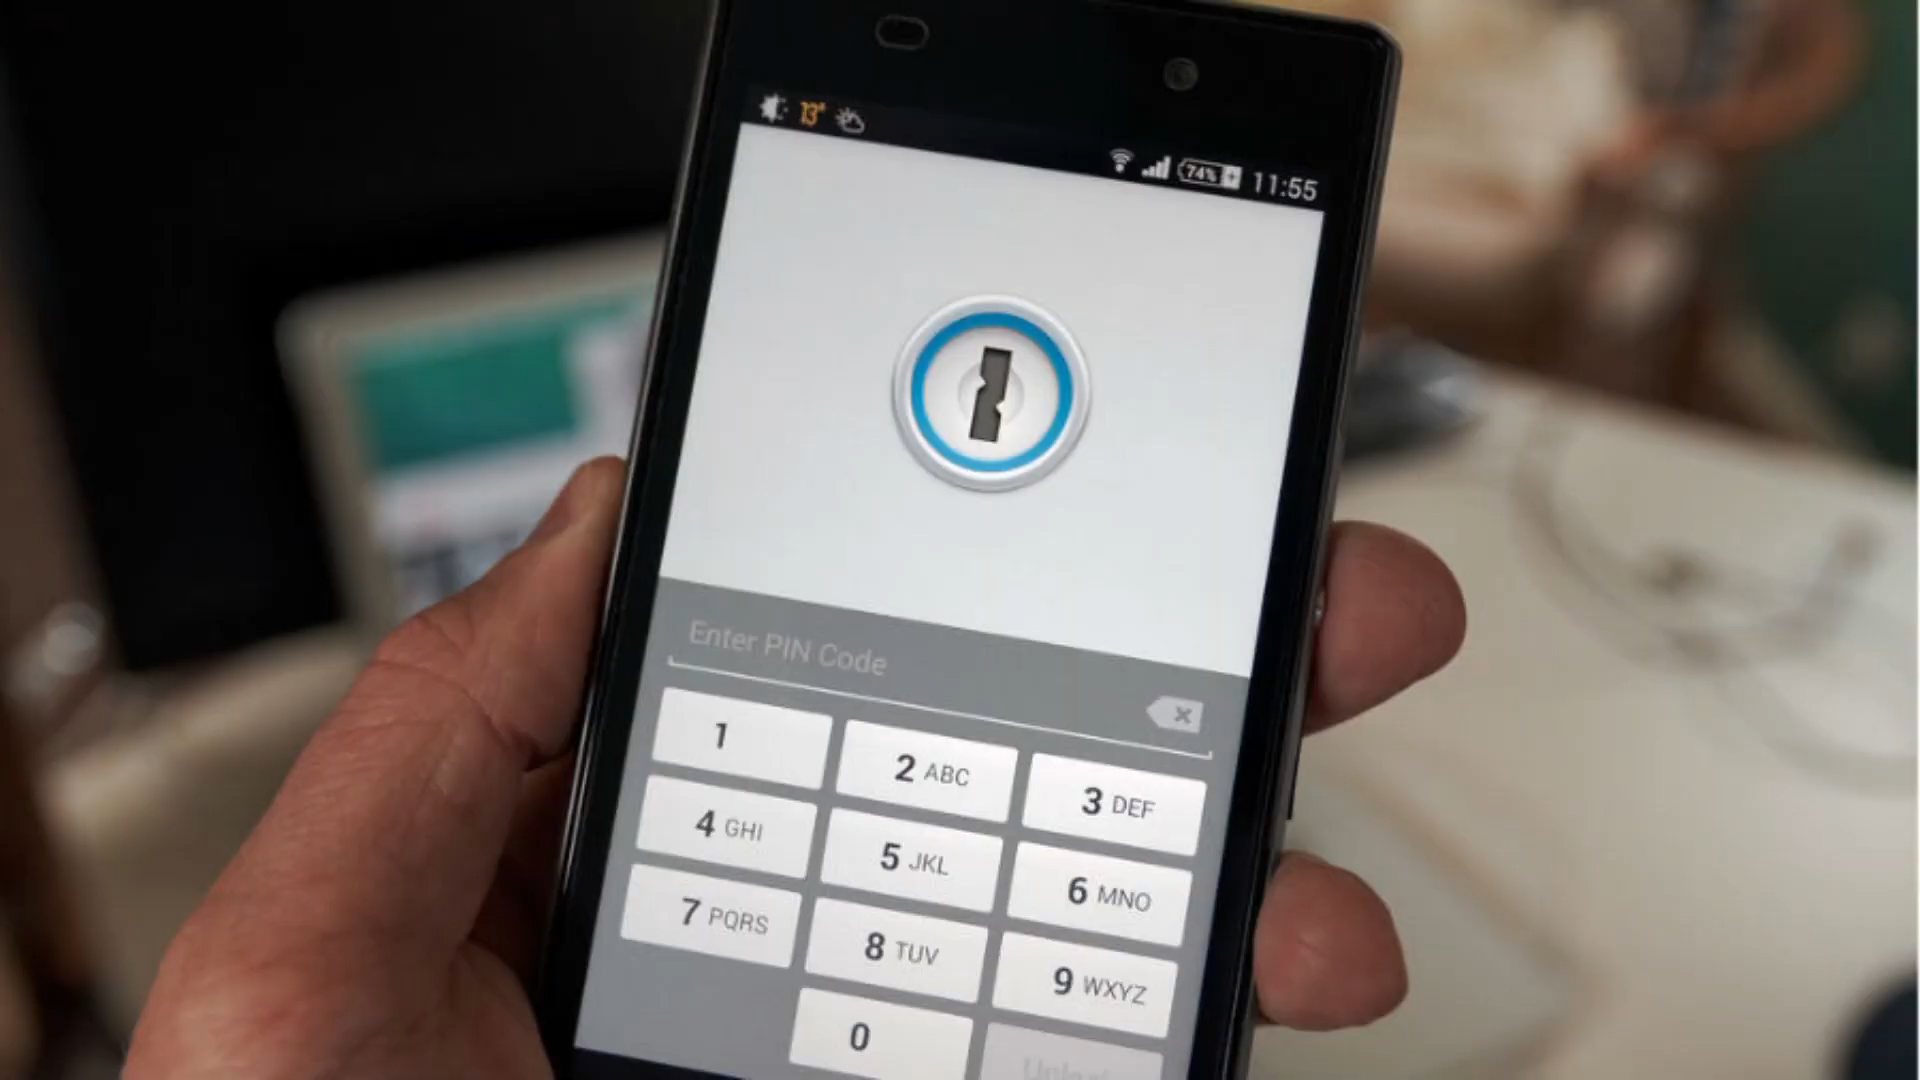 13°
74% 11:55
Enter PIN Code
1
2 ABC
3 DEF
4 GHI
5 JKL
6 MNO
7 PQRS
8 TUV
9 WXYZ
0
Unlock